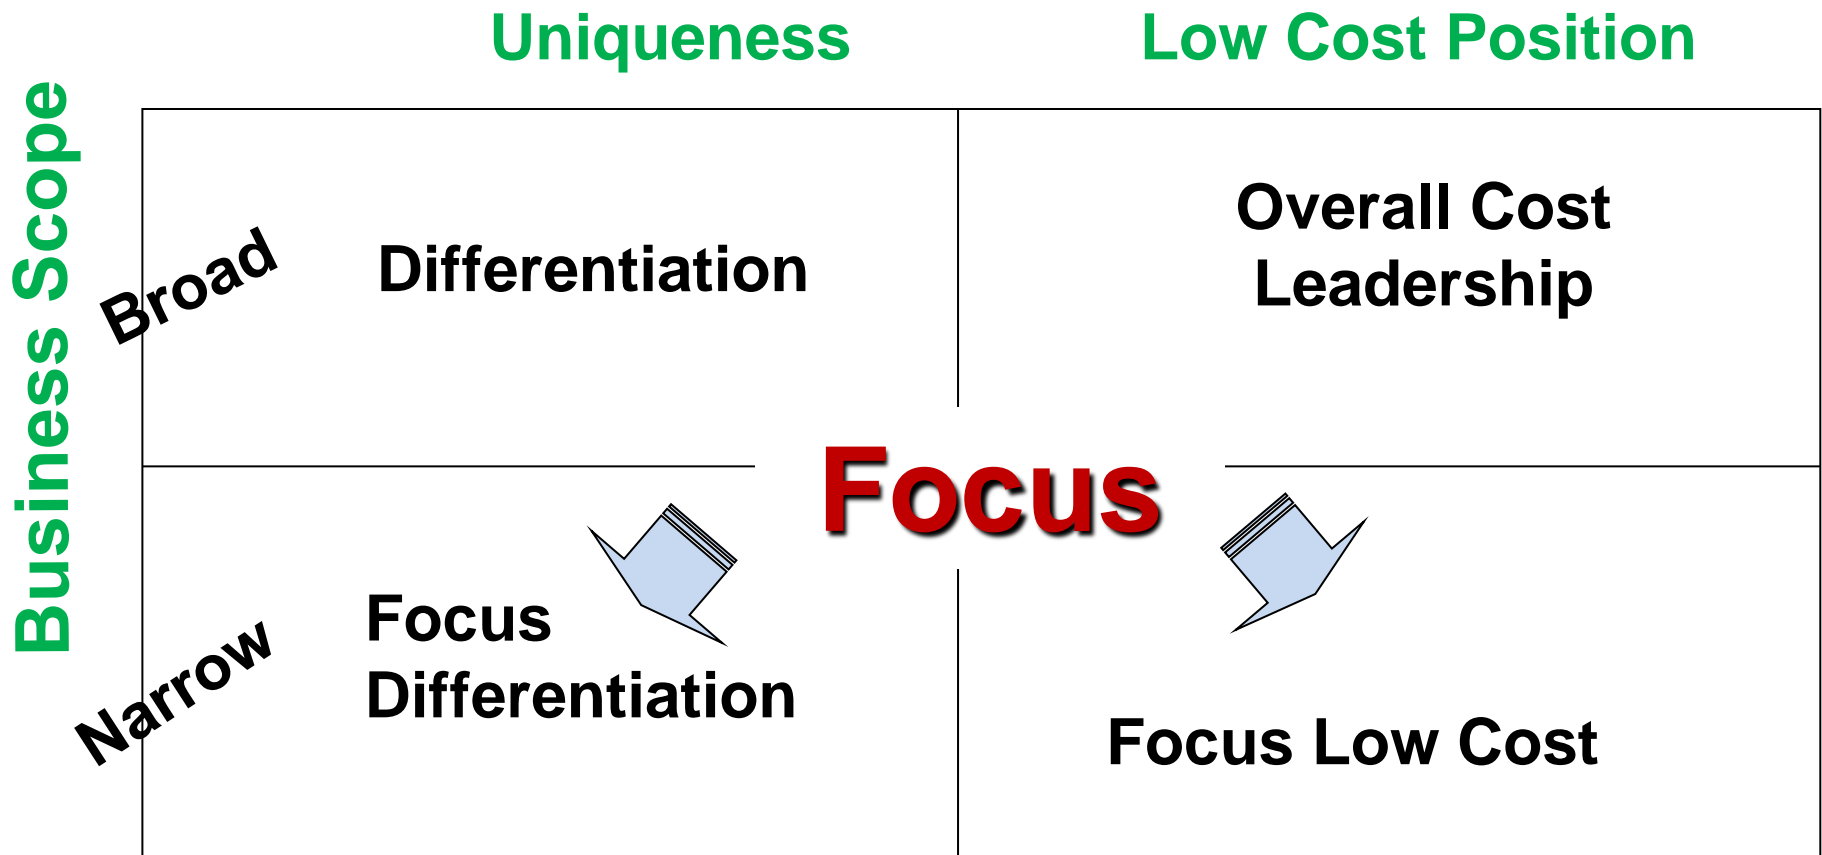 Uniqueness
Low Cost Position
Business Scope
Broad
Differentiation
Overall Cost
Leadership
Focus
Narrow
Focus
Differentiation
Focus Low Cost